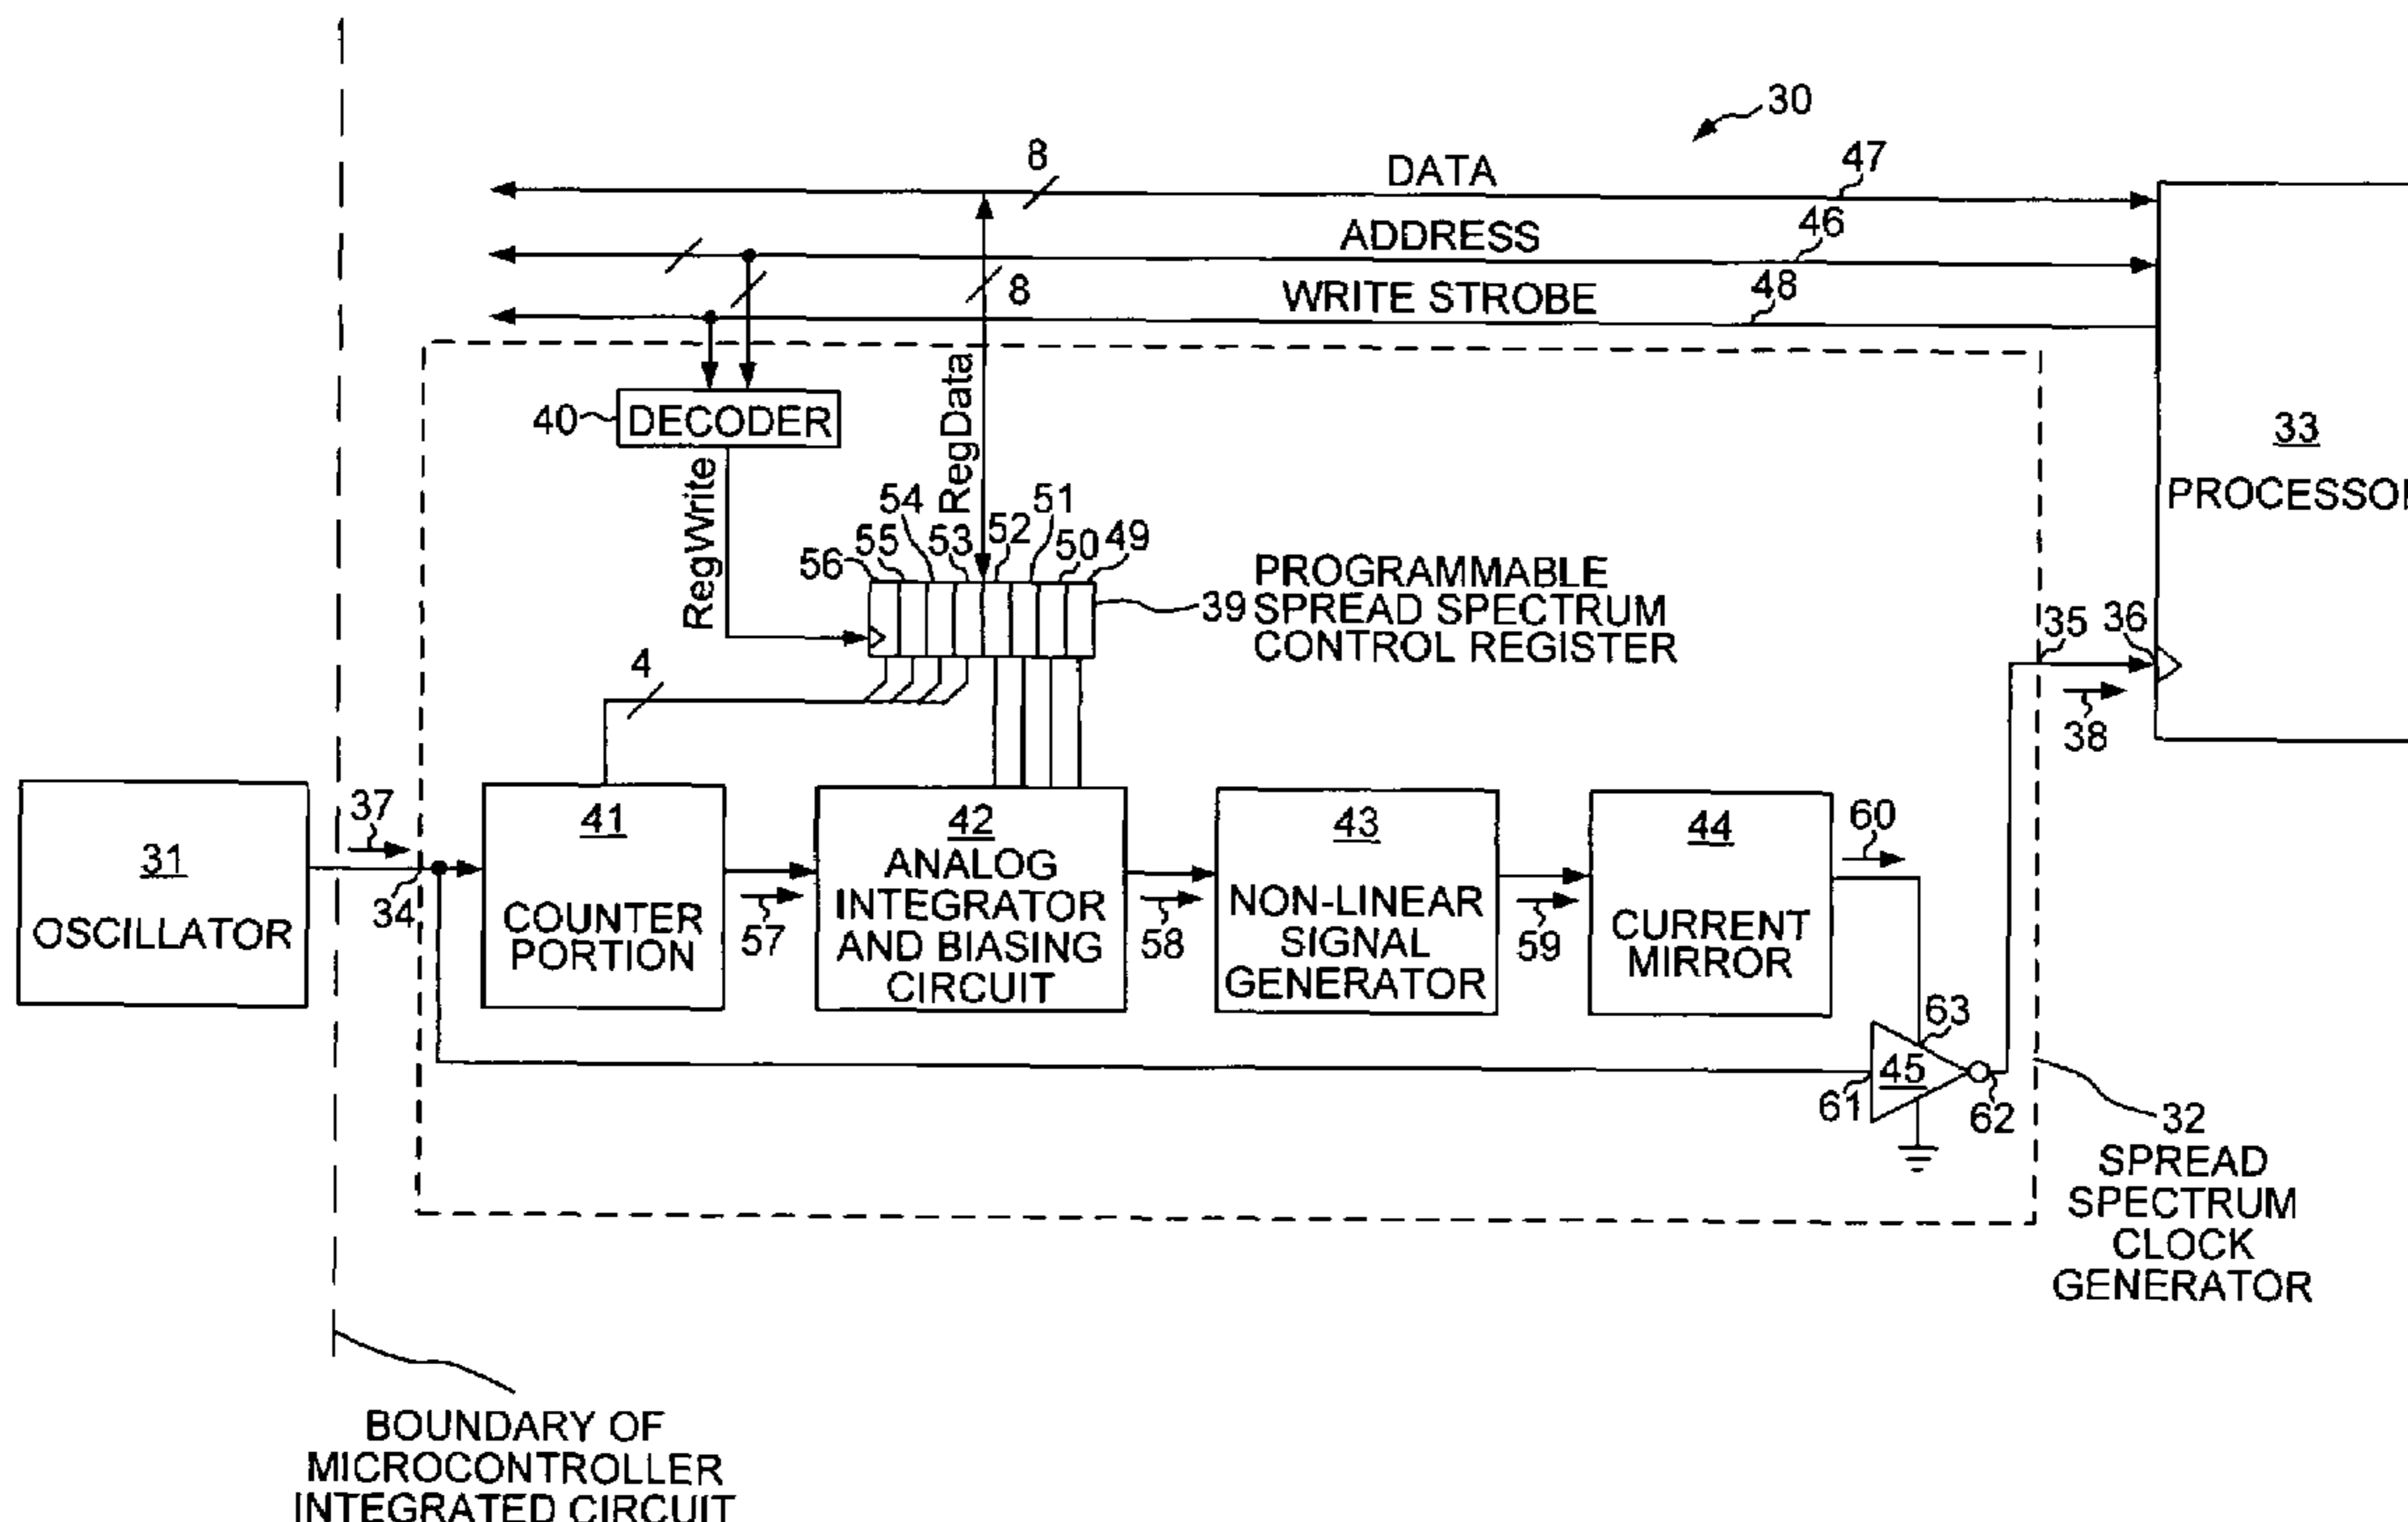 30
8
DATA
47
ADDRESS
46
8
WRITE STROBE
48
40
DECODER
RegWrite
RegData
33
56
55
54
53
52
51
50
49
39
PROGRAMMABLE
SPREAD SPECTRUM
CONTROL REGISTER
4
35
36
38
31
OSCILLATOR
37
34
41
COUNTER
PORTION
57
42
ANALOG
INTEGRATOR
AND BIASING
CIRCUIT
58
43
NON-LINEAR
SIGNAL
GENERATOR
59
44
CURRENT
MIRROR
60
63
61
45
62
32
SPREAD
SPECTRUM
CLOCK
GENERATOR
BOUNDARY OF
MICROCONTROLLER
INTEGRATED CIRCUIT